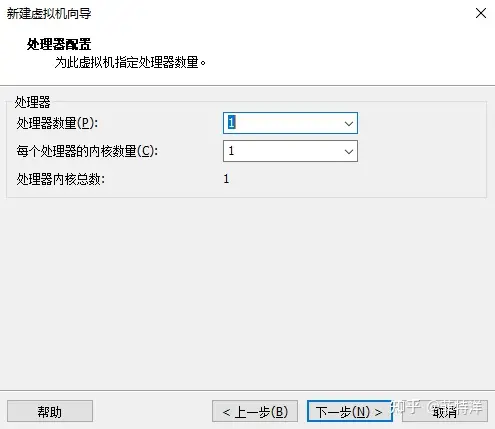 新建虚拟机向导
处理器配置
为此虚拟机指定处理器数量。
处理器
处理器数量(P): 1
每个处理器的内核数量(C): 1
处理器内核总数: 1
帮助 < 上一步(B) 下一步(N) > 取消
知乎